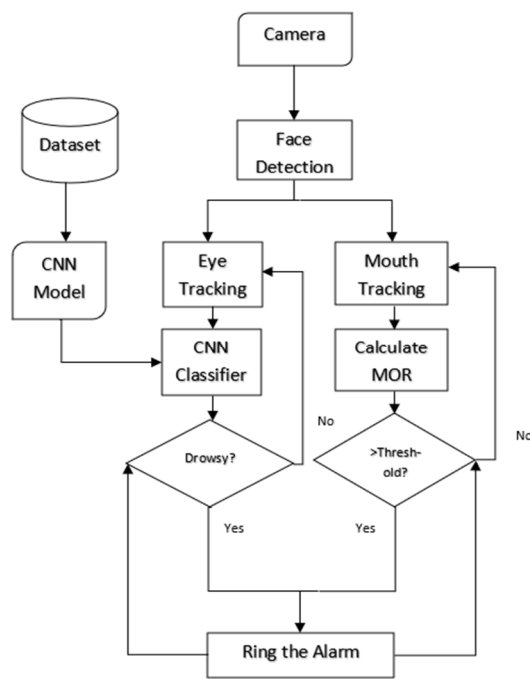 Camera
Dataset
Face
Detection
CNN
Model
Eye
Tracking
Mouth
Tracking
CNN
Classifier
Calculate
MOR
No
No
Drowsy?
>Thresh-
old?
Yes
Yes
Ring the Alarm